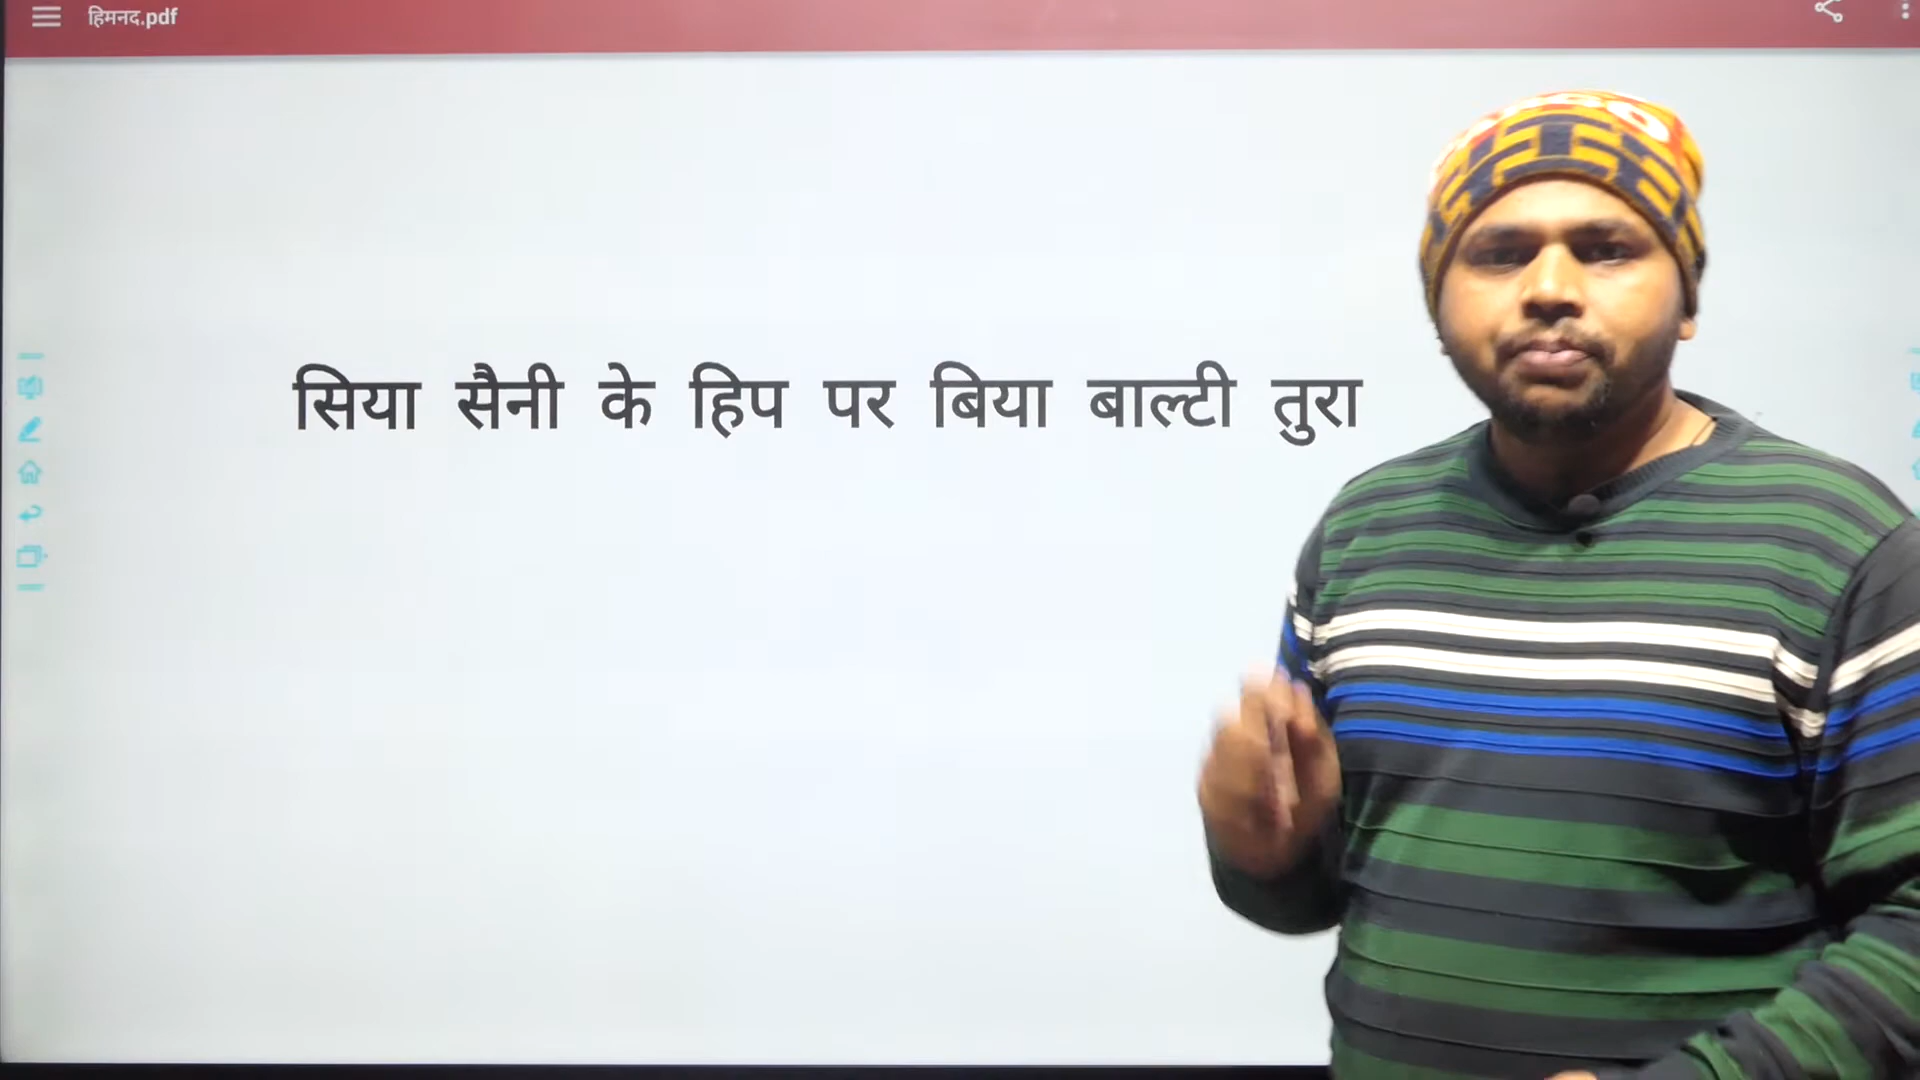 हिमनद.pdf
सिया सैनी के हिप पर बिया बाल्टी तुरा